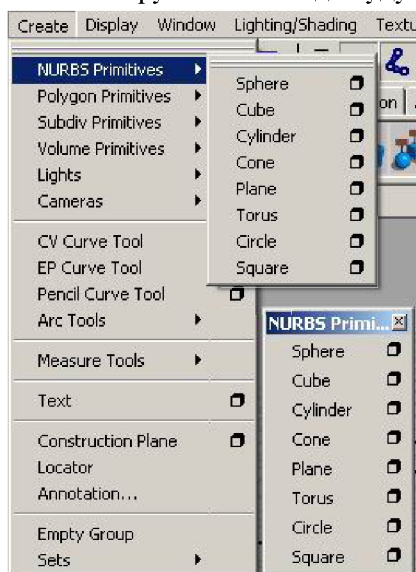 Create Display Window Lighting/Shading
NURBS Primitives
Polygon Primitives
Subdiv Primitives
Volume Primitives
Lights
Cameras
CV Curve Tool
EP Curve Tool
Pencil Curve Tool
Arc Tools
Measure Tools
Text
Construction Plane
Locator
Annotation...
Empty Group
Sets
Sphere
Cube
Cylinder
Cone
Plane
Torus
Circle
Square
on
NURBS Primi...
Sphere
Cube
Cylinder
Cone
Plane
Torus
Circle
Square